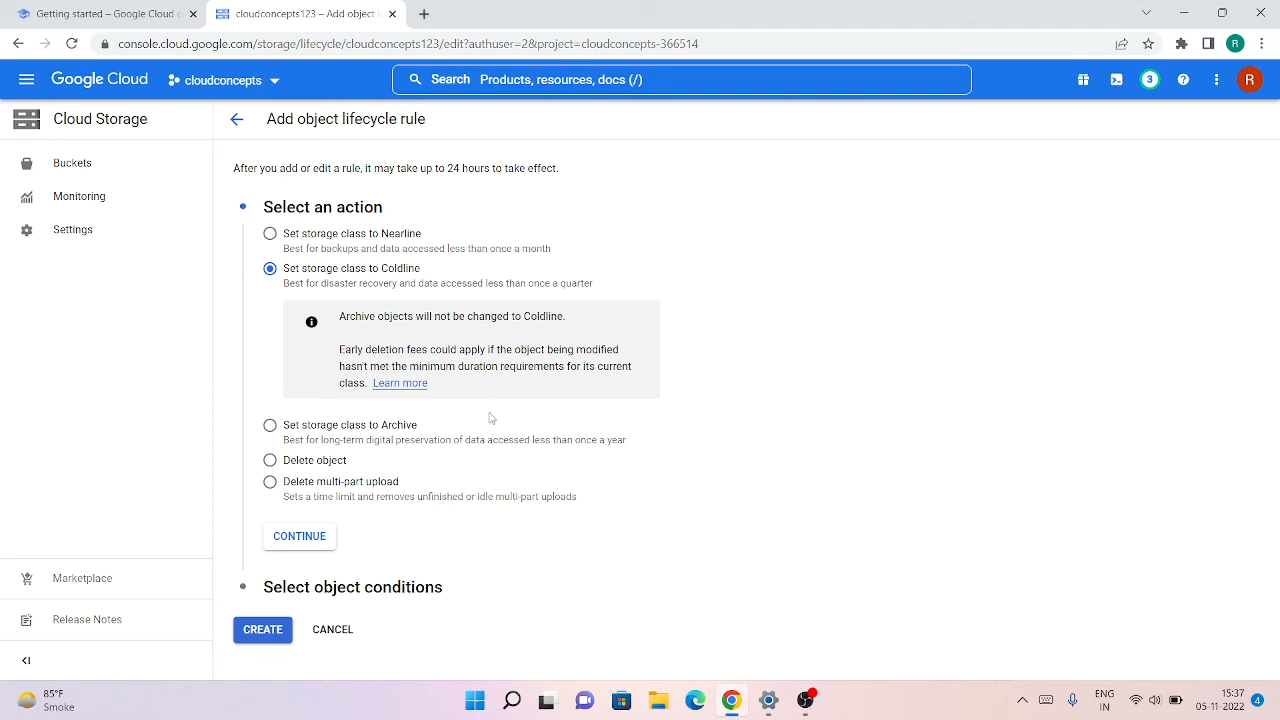 Getting started – Google Cloud c
cloudconcepts123 – Add object l
console.cloud.google.com/storage/lifecycle/cloudconcepts123/edit?authuser=2&project=cloudconcepts-366514
R
Google Cloud
cloudconcepts
Search Products, resources, docs (/)
3
R
Cloud Storage
Add object lifecycle rule
Buckets
Monitoring
Settings
After you add or edit a rule, it may take up to 24 hours to take effect.
Select an action
Set storage class to Nearline
Best for backups and data accessed less than once a month
Set storage class to Coldline
Best for disaster recovery and data accessed less than once a quarter
Archive objects will not be changed to Coldline.
Early deletion fees could apply if the object being modified
hasn't met the minimum duration requirements for its current
class. Learn more
Set storage class to Archive
Best for long-term digital preservation of data accessed less than once a year
Delete object
Delete multi-part upload
Sets a time limit and removes unfinished or idle multi-part uploads
CONTINUE
Select object conditions
CREATE CANCEL
Marketplace
Release Notes
85°F
Smoke
ENG
IN
15:37
05-11-2022
4